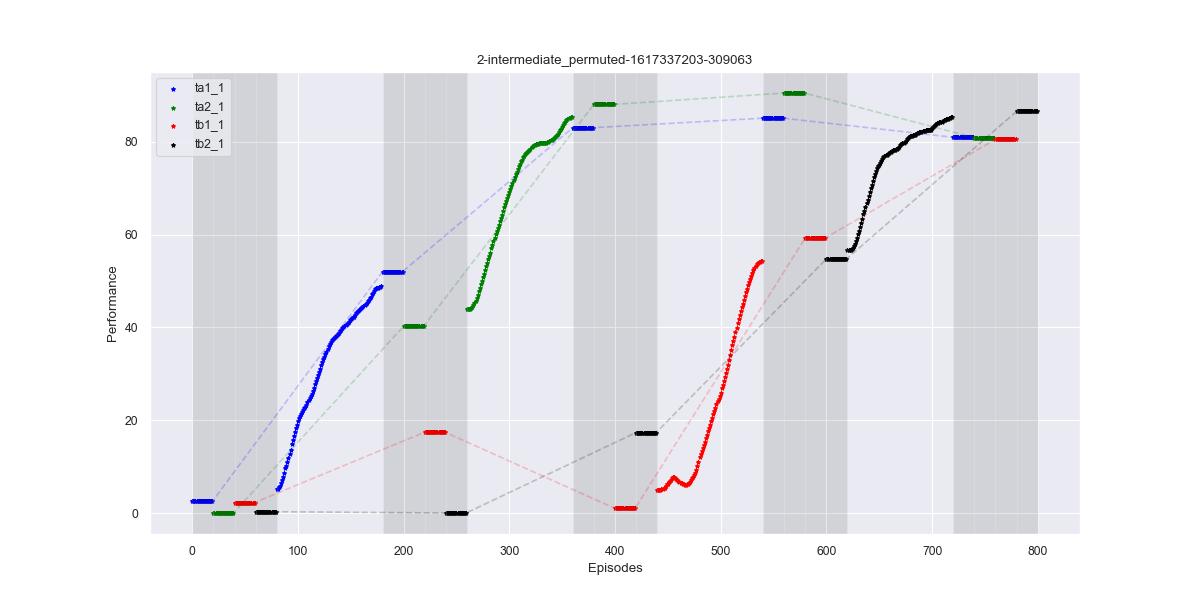 2-intermediate_permuted-1617337203-309063
ta1_1
ta2_1
tb1_1
tb2_1
Performance
80
60
40
20
0
0 100 200 300 400 500 600 700 800
Episodes